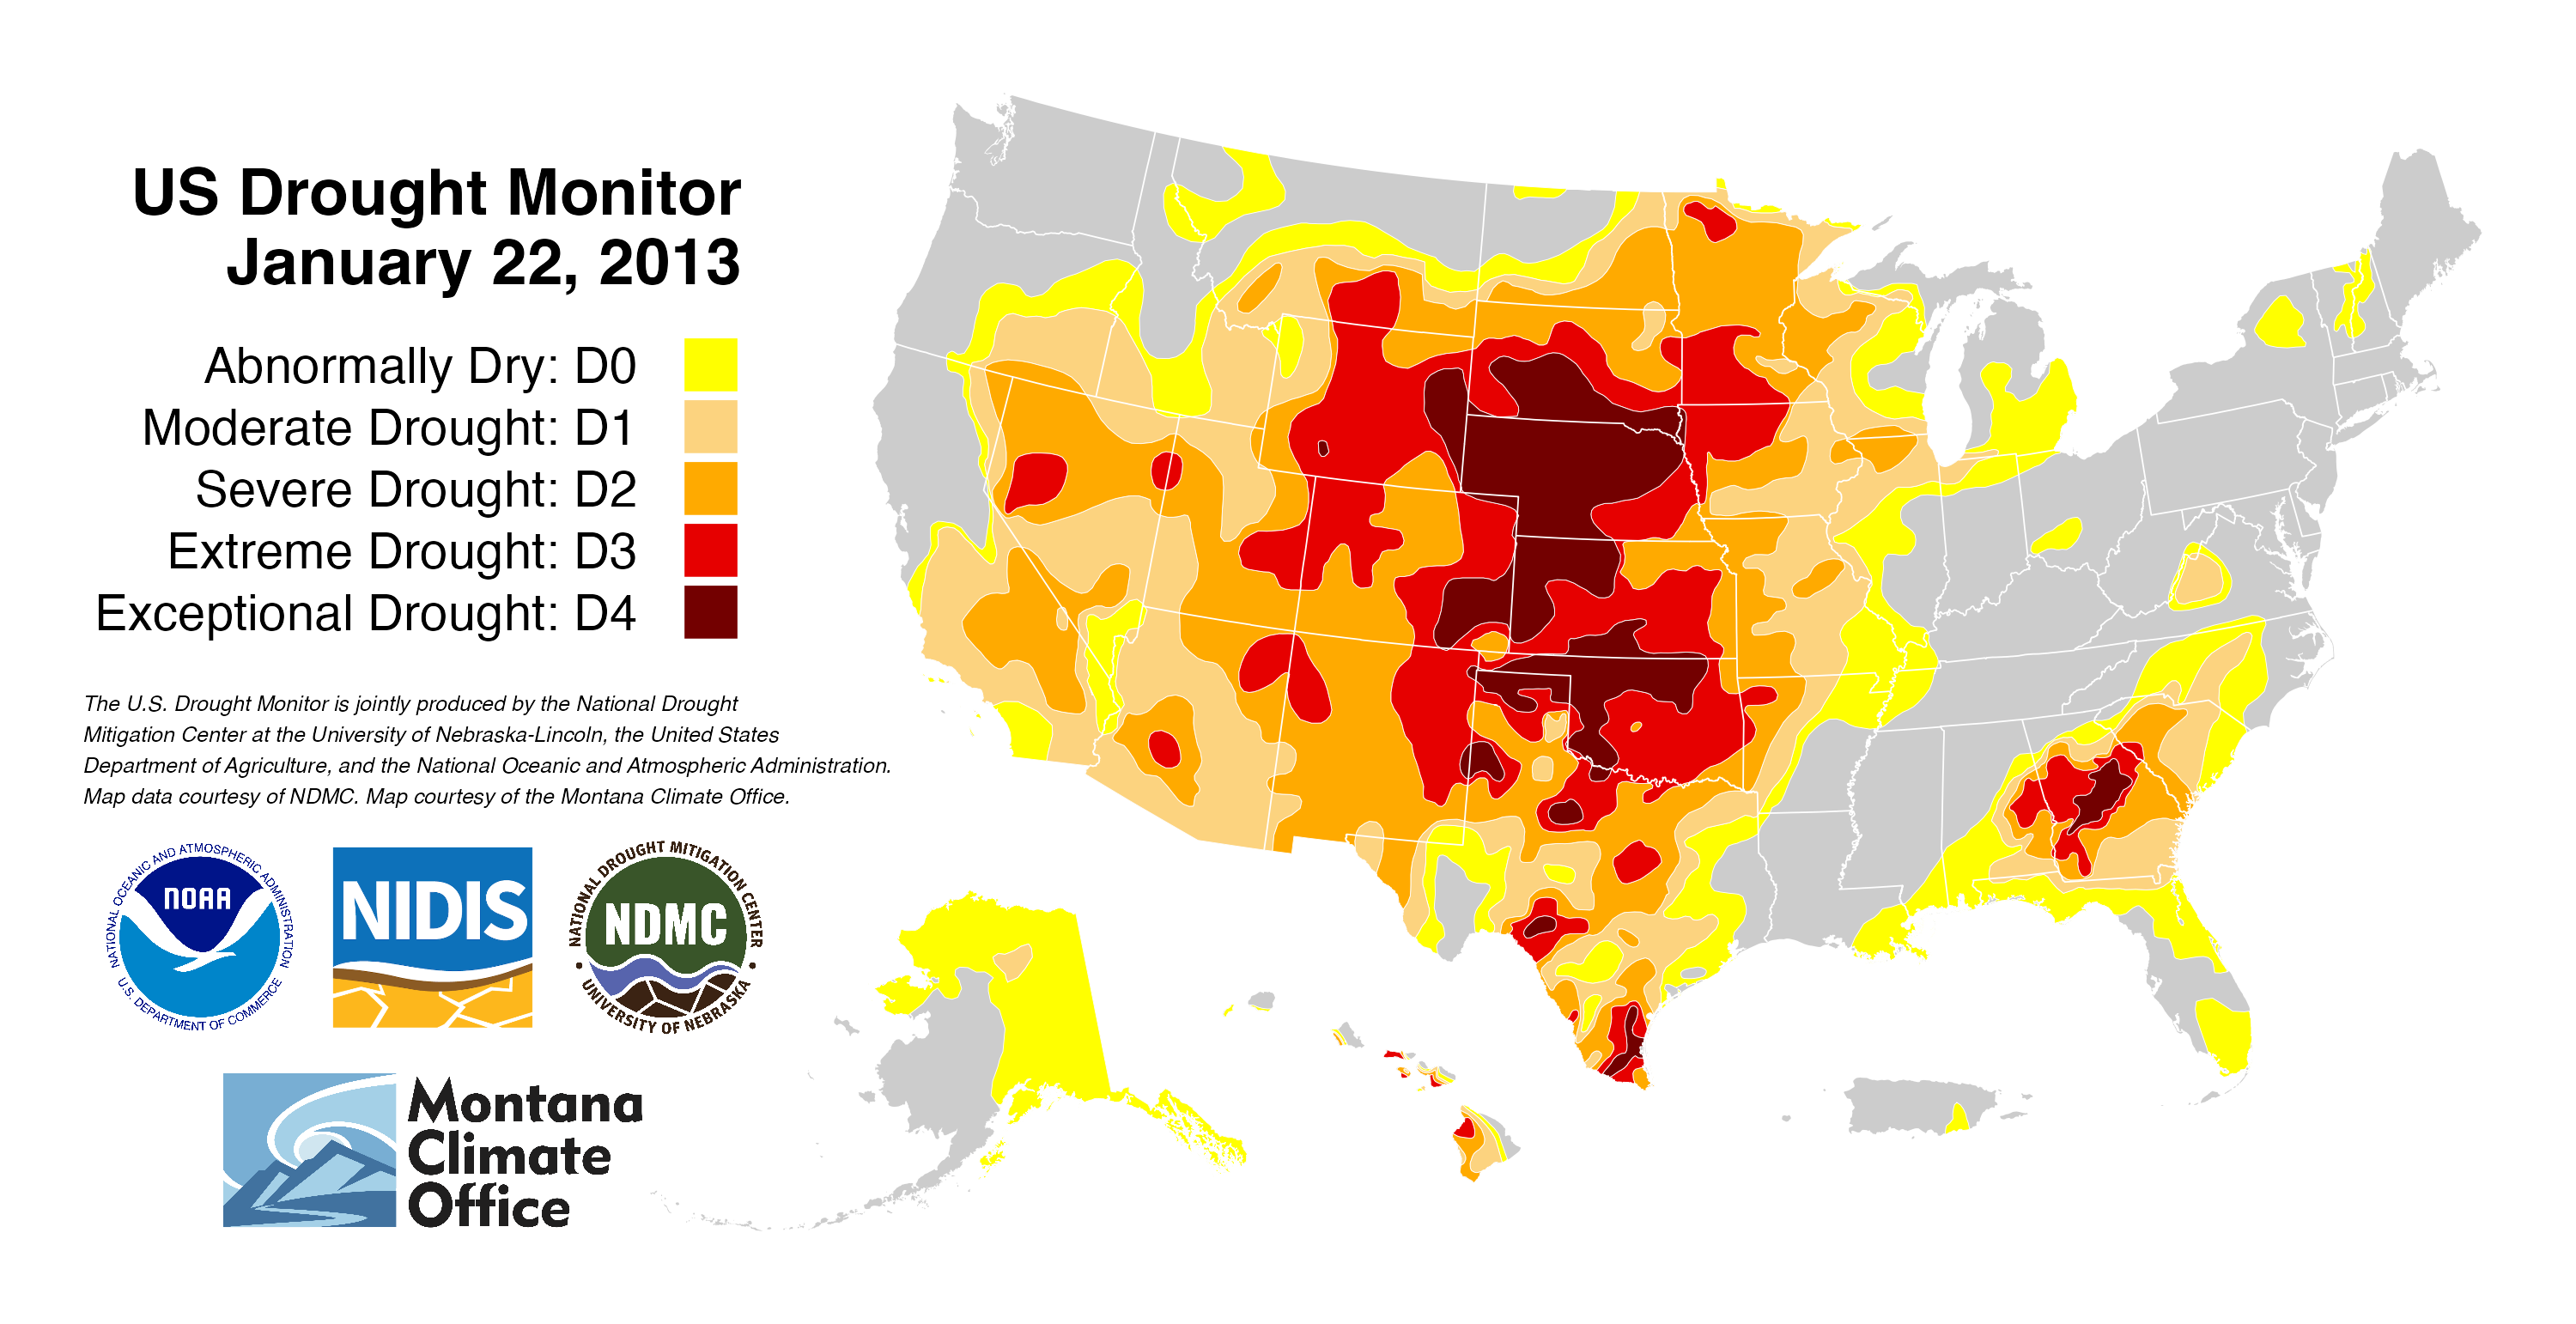 US Drought Monitor
January 22, 2013
Abnormally Dry: D0
Moderate Drought: D1
Severe Drought: D2
Extreme Drought: D3
Exceptional Drought: D4
The U.S. Drought Monitor is jointly produced by the National Drought
Mitigation Center at the University of Nebraska-Lincoln, the United States
Department of Agriculture, and the National Oceanic and Atmospheric Administration.
Map data courtesy of NDMC. Map courtesy of the Montana Climate Office.
NATIONAL OCEANIC AND ATMOSPHERIC ADMINISTRATION
NOAA
U.S. DEPARTMENT OF COMMERCE
NIDIS
NATIONAL DROUGHT MITIGATION CENTER
NDMC
UNIVERSITY OF NEBRASKA
Montana
Climate
Office